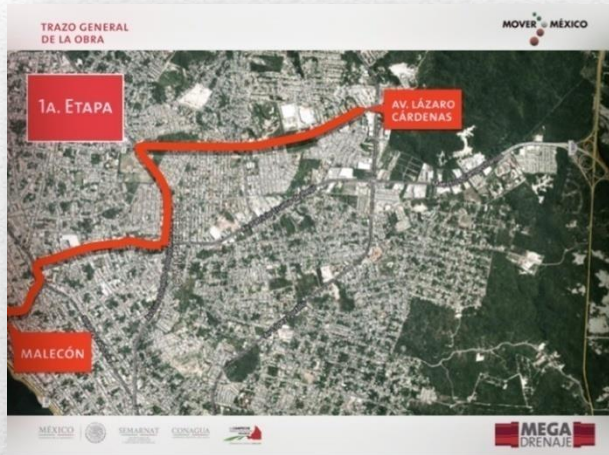 TRAZO GENERAL
DE LA OBRA
MOVER MÉXICO
1A. ETAPA
AV. LÁZARO
CÁRDENAS
MALECÓN
MÉXICO
SEMARNAT
CONAGUA
MEGA
DRENAJE